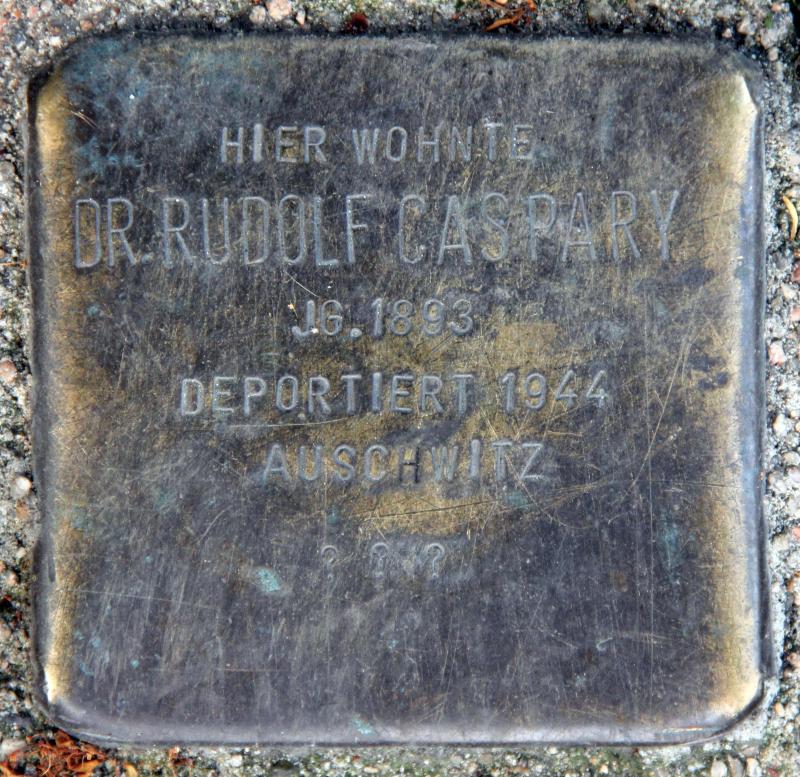 HIER WOHNTE
DR. RUDOLF CASPARY
JG. 1893
DEPORTIERT 1944
AUSCHWITZ
? ? ?